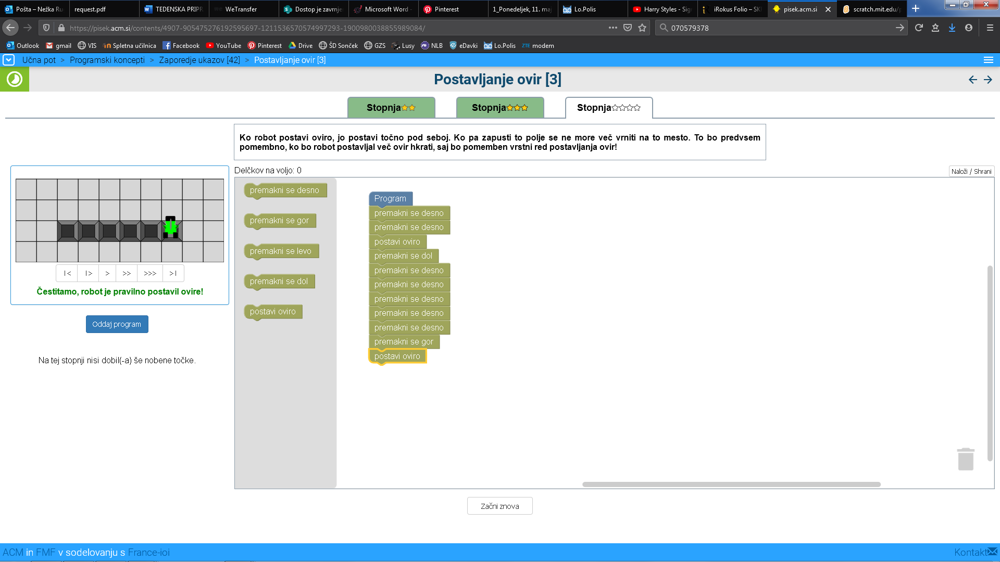 Pošta – Nežka Ru
request.pdf
TEDENSKA PRIPR
WeTransfer
Dostop je zavrnje
Microsoft Word -
Pinterest
1_Ponedeljek, 11. maj
Lo.Polis
Harry Styles - Sign
iRokus Folio – SK
pisek.acm.si
scratch.mit.edu/p
https://pisek.acm.si/contents/4907-905475276192595697-1211536570574997293-1900980038855989084/
070579378
Outlook
gmail
VIS
Spletna učilnica
Facebook
YouTube
Pinterest
Drive
ŠD Sonček
GZS
Lusy
NLB
eDavki
Lo.Polis
ZTE modem
Učna pot > Programski koncepti > Zaporedje ukazov [42] > Postavljanje ovir [3]
Postavljanje ovir [3]
Stopnja
Stopnja
Stopnja
Ko robot postavi oviro, jo postavi točno pod seboj. Ko pa zapusti to polje se ne more več vrniti na to mesto. To bo predvsem
pomembno, ko bo robot postavljal več ovir hkrati, saj bo pomemben vrstni red postavljanja ovir!
Delčkov na voljo: 0
Naloži / Shrani
premakni se desno
premakni se gor
premakni se levo
premakni se dol
postavi oviro
Program
premakni se desno
premakni se desno
postavi oviro
premakni se dol
premakni se desno
premakni se desno
premakni se desno
premakni se desno
premakni se desno
premakni se gor
postavi oviro
|< |> > >> >>> >|
Čestitamo, robot je pravilno postavil ovire!
Oddaj program
Na tej stopnji nisi dobil(-a) še nobene točke.
Začni znova
ACM in FMF v sodelovanju s France-ioi
Kontakt